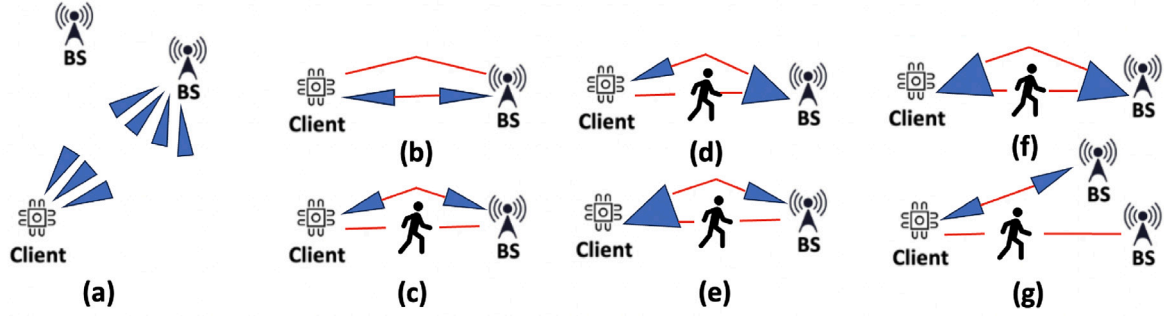 BS
BS
Client
(a)
Client
BS
(b)
Client
BS
(c)
Client
BS
(d)
Client
BS
(e)
Client
BS
(f)
BS
Client
BS
(g)